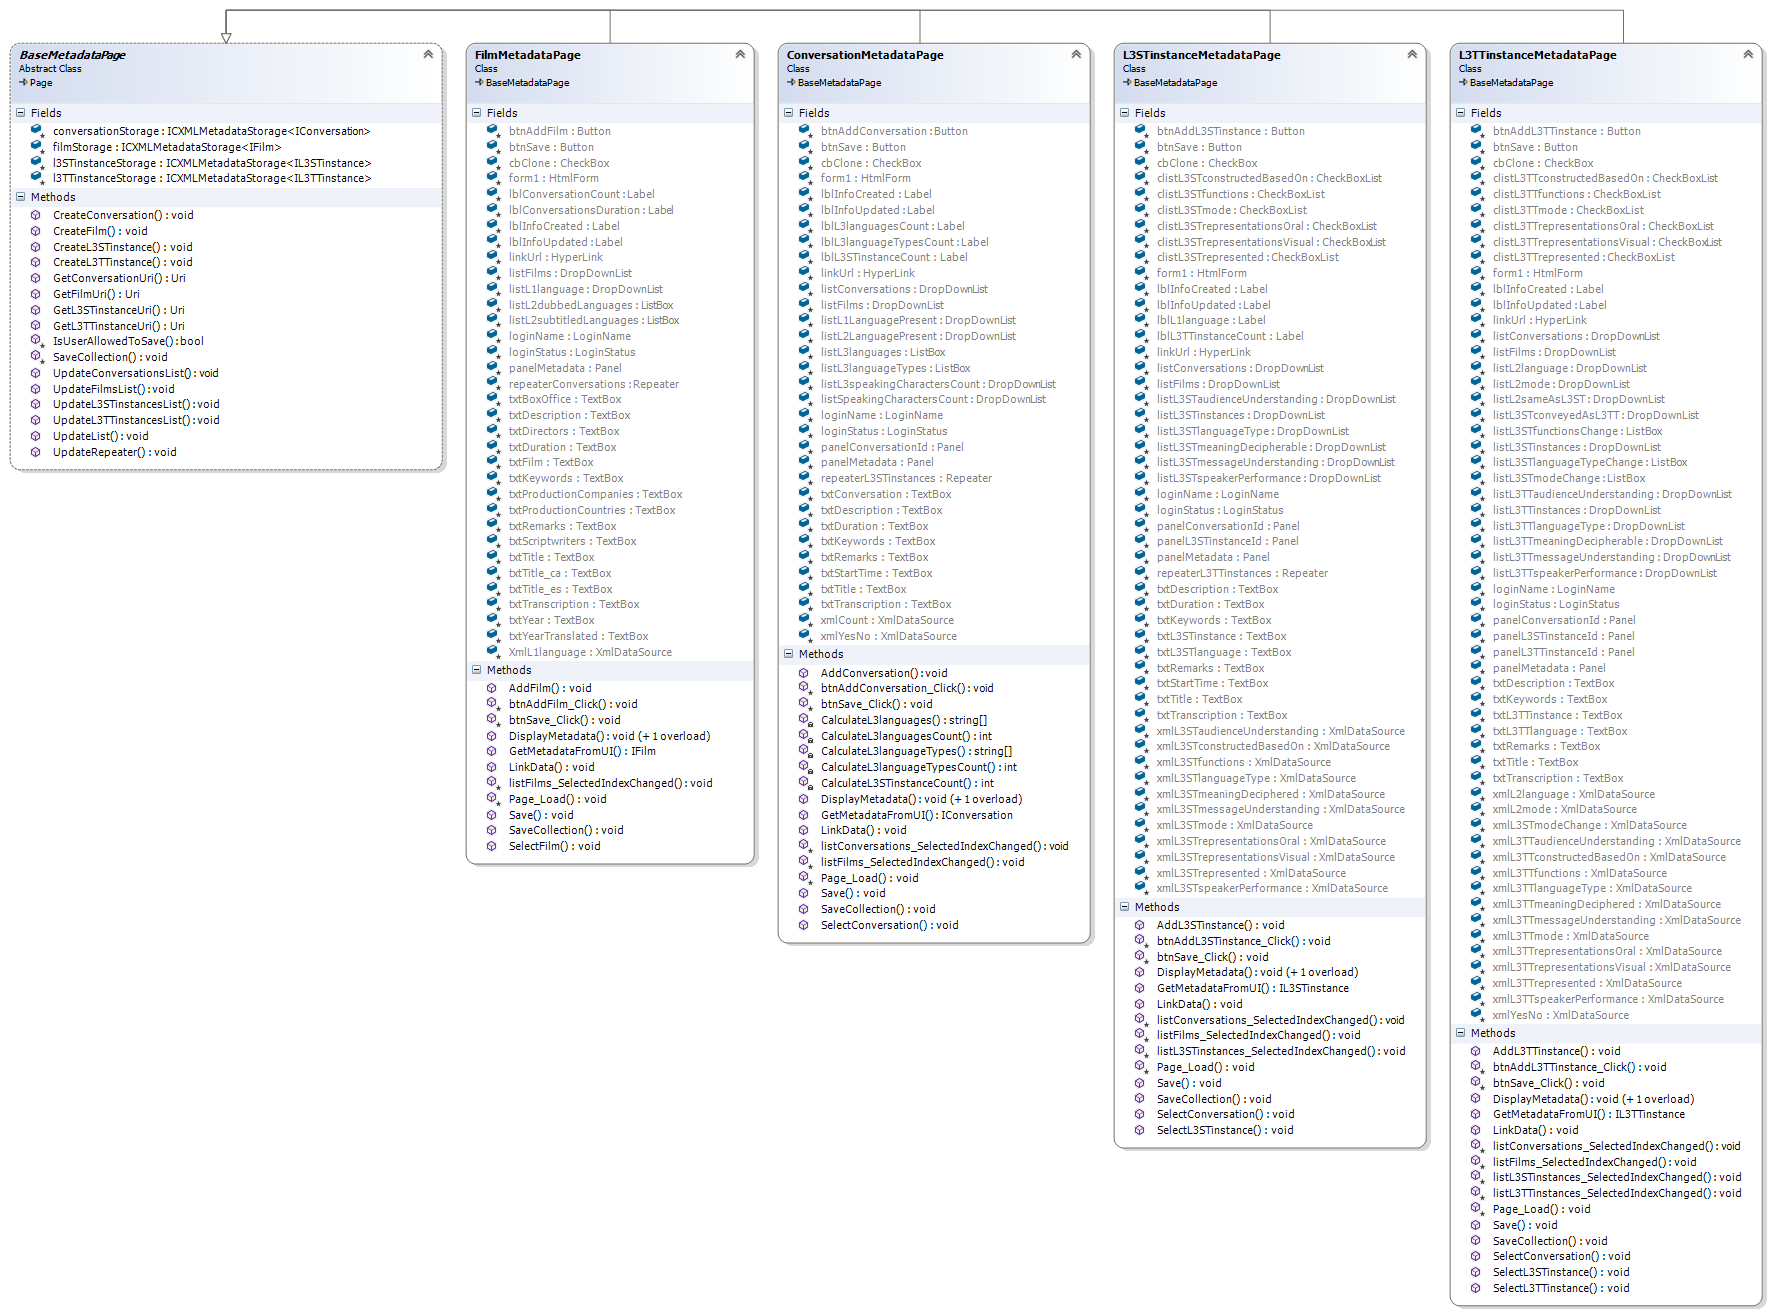 BaseMetadataPage
Abstract Class
Page
Fields
conversationStorage : ICXMLMetadataStorage<IConversation>
filmStorage : ICXMLMetadataStorage<IFilm>
l3STinstanceStorage : ICXMLMetadataStorage<IL3STinstance>
l3TTinstanceStorage : ICXMLMetadataStorage<IL3TTinstance>
Methods
CreateConversation() : void
CreateFilm() : void
CreateL3STinstance() : void
CreateL3TTinstance() : void
GetConversationUri() : Uri
GetFilmUri() : Uri
GetL3STinstanceUri() : Uri
GetL3TTinstanceUri() : Uri
IsUserAllowedToSave() : bool
SaveCollection() : void
UpdateConversationsList() : void
UpdateFilmsList() : void
UpdateL3STinstancesList() : void
UpdateL3TTinstancesList() : void
UpdateList() : void
UpdateRepeater() : void
FilmMetadataPage
Class
BaseMetadataPage
Fields
btnAddFilm : Button
btnSave : Button
cbClone : CheckBox
form1 : HtmlForm
lblConversationCount : Label
lblConversationsDuration : Label
lblInfoCreated : Label
lblInfoUpdated : Label
linkUrl : HyperLink
listFilms : DropDownList
listL1language : DropDownList
listL2dubbedLanguages : ListBox
listL2subtitledLanguages : ListBox
loginName : LoginName
loginStatus : LoginStatus
panelMetadata : Panel
repeaterConversations : Repeater
txtBoxOffice : TextBox
txtDescription : TextBox
txtDirectors : TextBox
txtDuration : TextBox
txtFilm : TextBox
txtKeywords : TextBox
txtProductionCompanies : TextBox
txtProductionCountries : TextBox
txtRemarks : TextBox
txtScriptwriters : TextBox
txtTitle : TextBox
txtTitle_ca : TextBox
txtTitle_es : TextBox
txtTranscription : TextBox
txtYear : TextBox
txtYearTranslated : TextBox
XmlL1language : XmlDataSource
Methods
AddFilm() : void
btnAddFilm_Click() : void
btnSave_Click() : void
DisplayMetadata() : void (+ 1 overload)
GetMetadataFromUI() : IFilm
LinkData() : void
listFilms_SelectedIndexChanged() : void
Page_Load() : void
Save() : void
SaveCollection() : void
SelectFilm() : void
ConversationMetadataPage
Class
BaseMetadataPage
Fields
btnAddConversation : Button
btnSave : Button
cbClone : CheckBox
form1 : HtmlForm
lblInfoCreated : Label
lblInfoUpdated : Label
lblL3languagesCount : Label
lblL3languageTypesCount : Label
lblL3STinstanceCount : Label
linkUrl : HyperLink
listConversations : DropDownList
listFilms : DropDownList
listL1LanguagePresent : DropDownList
listL2LanguagePresent : DropDownList
listL3languages : ListBox
listL3languageTypes : ListBox
listL3speakingCharactersCount : DropDownList
listSpeakingCharactersCount : DropDownList
loginName : LoginName
loginStatus : LoginStatus
panelConversationId : Panel
panelMetadata : Panel
repeaterL3STinstances : Repeater
txtConversation : TextBox
txtDescription : TextBox
txtDuration : TextBox
txtKeywords : TextBox
txtRemarks : TextBox
txtStartTime : TextBox
txtTitle : TextBox
txtTranscription : TextBox
xmlCount : XmlDataSource
xmlYesNo : XmlDataSource
Methods
AddConversation() : void
btnAddConversation_Click() : void
btnSave_Click() : void
CalculateL3languages() : string[]
CalculateL3languagesCount() : int
CalculateL3languageTypes() : string[]
CalculateL3languageTypesCount() : int
CalculateL3STinstanceCount() : int
DisplayMetadata() : void (+ 1 overload)
GetMetadataFromUI() : IConversation
LinkData() : void
listConversations_SelectedIndexChanged() : void
listFilms_SelectedIndexChanged() : void
Page_Load() : void
Save() : void
SaveCollection() : void
SelectConversation() : void
L3STinstanceMetadataPage
Class
BaseMetadataPage
Fields
btnAddL3STinstance : Button
btnSave : Button
cbClone : CheckBox
clistL3STconstructedBasedOn : CheckBoxList
clistL3STfunctions : CheckBoxList
clistL3STmode : CheckBoxList
clistL3STrepresentationsOral : CheckBoxList
clistL3STrepresentationsVisual : CheckBoxList
clistL3STrepresented : CheckBoxList
form1 : HtmlForm
lblInfoCreated : Label
lblInfoUpdated : Label
lblL1language : Label
lblL3TTinstanceCount : Label
linkUrl : HyperLink
listConversations : DropDownList
listFilms : DropDownList
listL3STaudienceUnderstanding : DropDownList
listL3STinstances : DropDownList
listL3STlanguageType : DropDownList
listL3STmeaningDecipherable : DropDownList
listL3STmessageUnderstanding : DropDownList
listL3STspeakerPerformance : DropDownList
loginName : LoginName
loginStatus : LoginStatus
panelConversationId : Panel
panelL3STinstanceId : Panel
panelMetadata : Panel
repeaterL3TTinstances : Repeater
txtDescription : TextBox
txtDuration : TextBox
txtKeywords : TextBox
txtL3STinstance : TextBox
txtL3STlanguage : TextBox
txtRemarks : TextBox
txtStartTime : TextBox
txtTitle : TextBox
txtTranscription : TextBox
xmlL3STaudienceUnderstanding : XmlDataSource
xmlL3STconstructedBasedOn : XmlDataSource
xmlL3STfunctions : XmlDataSource
xmlL3STlanguageType : XmlDataSource
xmlL3STmeaningDeciphered : XmlDataSource
xmlL3STmessageUnderstanding : XmlDataSource
xmlL3STmode : XmlDataSource
xmlL3STrepresentationsOral : XmlDataSource
xmlL3STrepresentationsVisual : XmlDataSource
xmlL3STrepresented : XmlDataSource
xmlL3STspeakerPerformance : XmlDataSource
Methods
AddL3STinstance() : void
btnAddL3STinstance_Click() : void
btnSave_Click() : void
DisplayMetadata() : void (+ 1 overload)
GetMetadataFromUI() : IL3STinstance
LinkData() : void
listConversations_SelectedIndexChanged() : void
listFilms_SelectedIndexChanged() : void
listL3STinstances_SelectedIndexChanged() : void
Page_Load() : void
Save() : void
SaveCollection() : void
SelectConversation() : void
SelectL3STinstance() : void
L3TTinstanceMetadataPage
Class
BaseMetadataPage
Fields
btnAddL3TTinstance : Button
btnSave : Button
cbClone : CheckBox
clistL3TTconstructedBasedOn : CheckBoxList
clistL3TTfunctions : CheckBoxList
clistL3TTmode : CheckBoxList
clistL3TTrepresentationsOral : CheckBoxList
clistL3TTrepresentationsVisual : CheckBoxList
clistL3TTrepresented : CheckBoxList
form1 : HtmlForm
lblInfoCreated : Label
lblInfoUpdated : Label
linkUrl : HyperLink
listConversations : DropDownList
listFilms : DropDownList
listL2language : DropDownList
listL2mode : DropDownList
listL2sameAsL3ST : DropDownList
listL3STconveyedAsL3TT : DropDownList
listL3STfunctionsChange : ListBox
listL3STinstances : DropDownList
listL3STlanguageTypeChange : ListBox
listL3STmodeChange : ListBox
listL3TTaudienceUnderstanding : DropDownList
listL3TTinstances : DropDownList
listL3TTlanguageType : DropDownList
listL3TTmeaningDecipherable : DropDownList
listL3TTmessageUnderstanding : DropDownList
listL3TTspeakerPerformance : DropDownList
loginName : LoginName
loginStatus : LoginStatus
panelConversationId : Panel
panelL3STinstanceId : Panel
panelL3TTinstanceId : Panel
panelMetadata : Panel
txtDescription : TextBox
txtKeywords : TextBox
txtL3TTinstance : TextBox
txtL3TTlanguage : TextBox
txtRemarks : TextBox
txtTitle : TextBox
txtTranscription : TextBox
xmlL2language : XmlDataSource
xmlL2mode : XmlDataSource
xmlL3STmodeChange : XmlDataSource
xmlL3TTaudienceUnderstanding : XmlDataSource
xmlL3TTconstructedBasedOn : XmlDataSource
xmlL3TTfunctions : XmlDataSource
xmlL3TTlanguageType : XmlDataSource
xmlL3TTmeaningDeciphered : XmlDataSource
xmlL3TTmessageUnderstanding : XmlDataSource
xmlL3TTmode : XmlDataSource
xmlL3TTrepresentationsOral : XmlDataSource
xmlL3TTrepresentationsVisual : XmlDataSource
xmlL3TTrepresented : XmlDataSource
xmlL3TTspeakerPerformance : XmlDataSource
xmlYesNo : XmlDataSource
Methods
AddL3TTinstance() : void
btnAddL3TTinstance_Click() : void
btnSave_Click() : void
DisplayMetadata() : void (+ 1 overload)
GetMetadataFromUI() : IL3TTinstance
LinkData() : void
listConversations_SelectedIndexChanged() : void
listFilms_SelectedIndexChanged() : void
listL3STinstances_SelectedIndexChanged() : void
listL3TTinstances_SelectedIndexChanged() : void
Page_Load() : void
Save() : void
SaveCollection() : void
SelectConversation() : void
SelectL3STinstance() : void
SelectL3TTinstance() : void